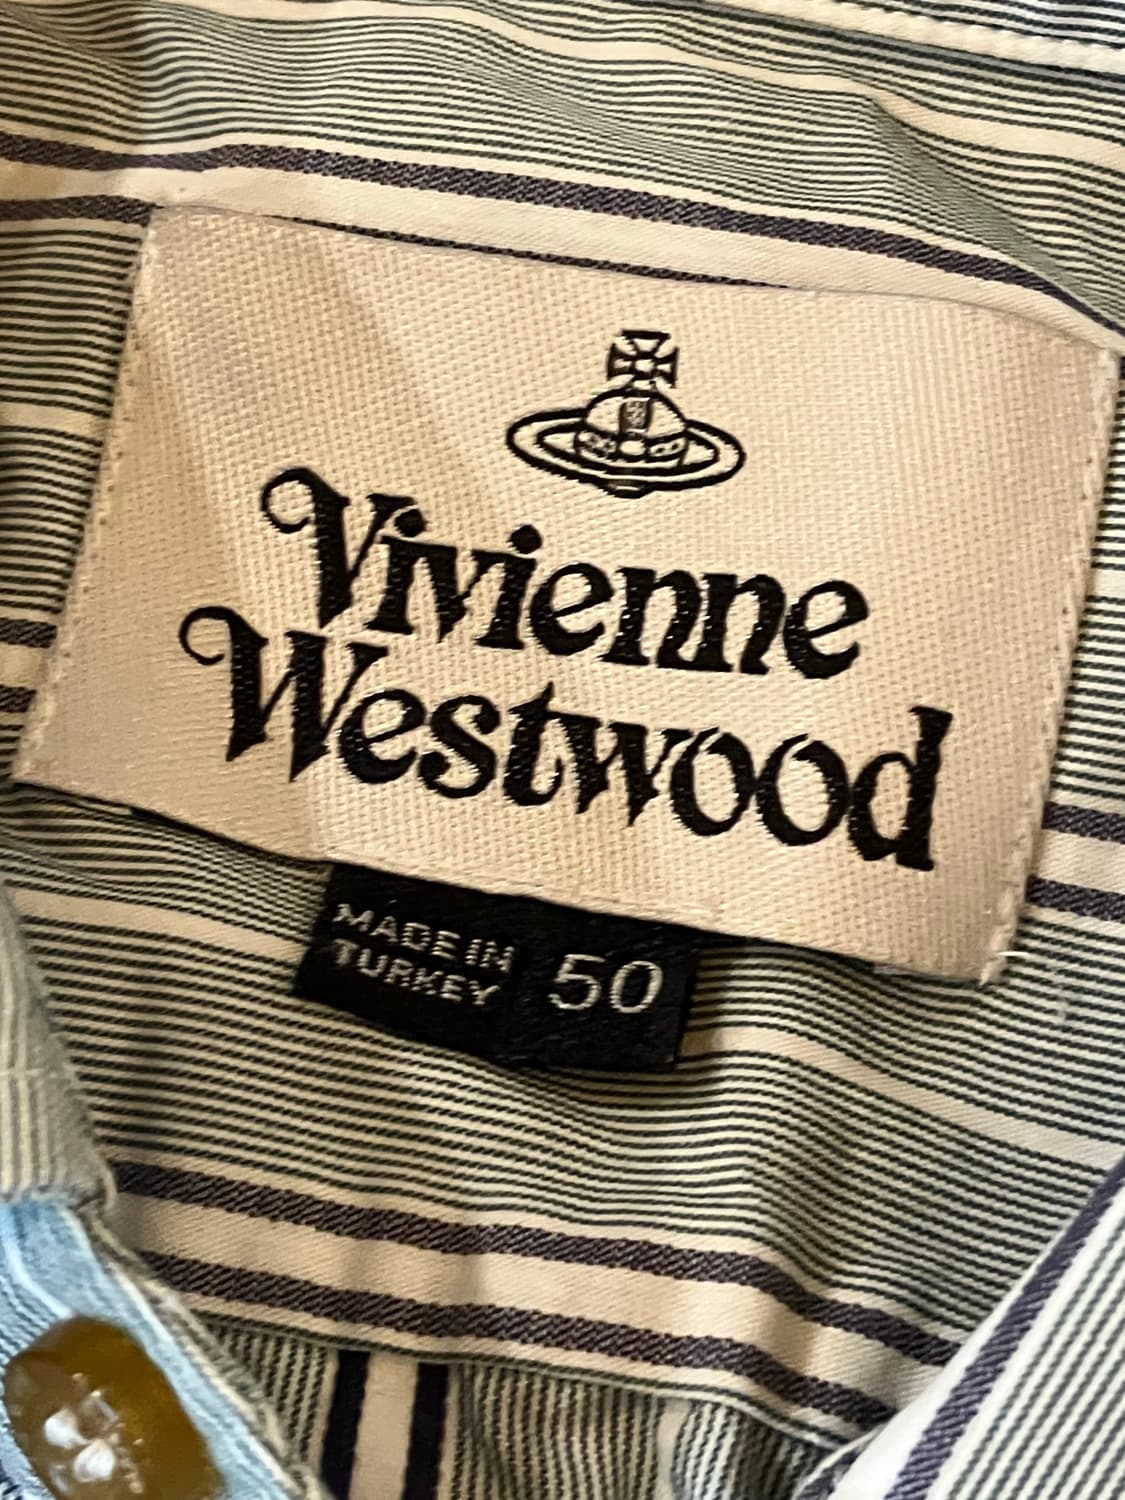 Vivienne
Westwood
MADE IN
TURKEY
50